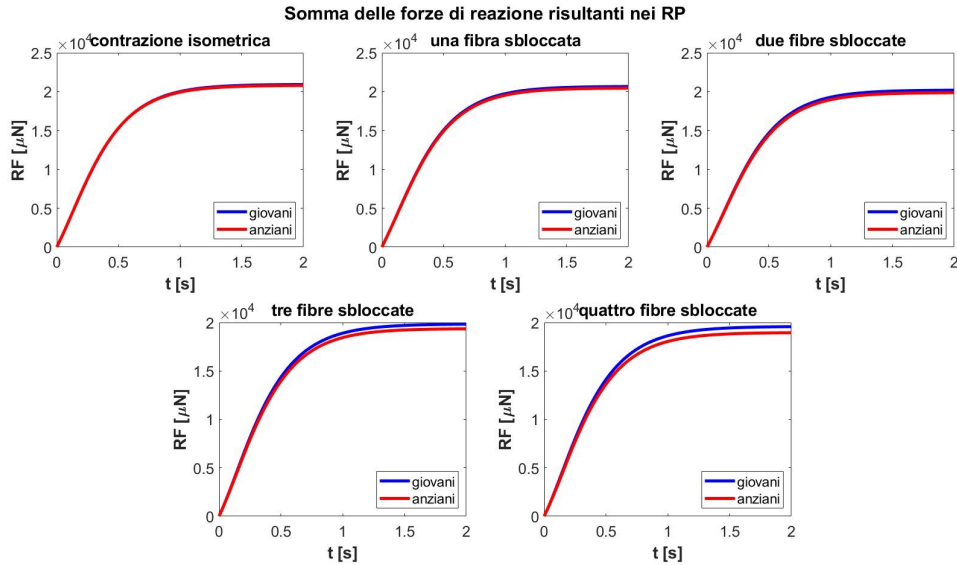 Somma delle forze di reazione risultanti nei RP
×10⁴
contrazione isometrica
2.5
2
1.5
1
0.5
0
RF [μN]
0 0.5 1 1.5 2
t [s]
giovani
anziani
×10⁴
una fibra sbloccata
2.5
2
1.5
1
0.5
0
RF [μN]
0 0.5 1 1.5 2
t [s]
giovani
anziani
×10⁴
due fibre sbloccate
2.5
2
1.5
1
0.5
0
RF [μN]
0 0.5 1 1.5 2
t [s]
giovani
anziani
×10⁴
tre fibre sbloccate
2
1.5
1
0.5
0
RF [μN]
0 0.5 1 1.5 2
t [s]
giovani
anziani
×10⁴
quattro fibre sbloccate
2
1.5
1
0.5
0
RF [μN]
0 0.5 1 1.5 2
t [s]
giovani
anziani